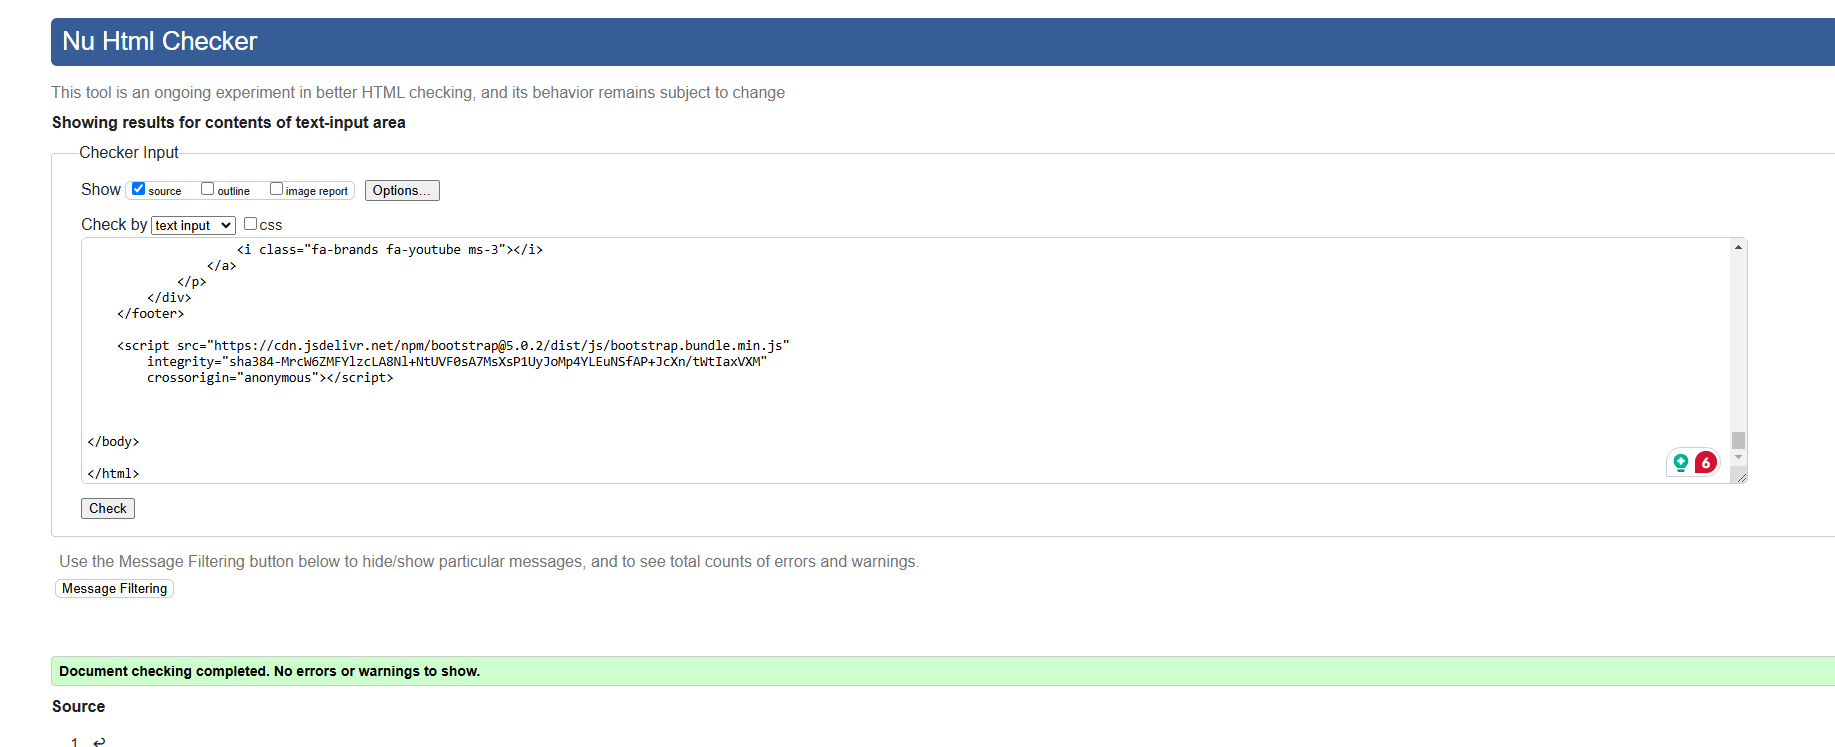 Nu Html Checker
This tool is an ongoing experiment in better HTML checking, and its behavior remains subject to change
Showing results for contents of text-input area
Checker Input
Show source outline image report Options...
Check by text input css
<i class="fa-brands fa-youtube ms-3"></i>
</a>
</p>
</div>
</footer>
<script src="https://cdn.jsdelivr.net/npm/bootstrap@5.0.2/dist/js/bootstrap.bundle.min.js"
integrity="sha384-MrcW6ZMFYlzcLA8Nl+NtUVF0sA7MsXsP1UyJoMp4YLEuNSfAP+JcXn/tWtIaxVXM"
crossorigin="anonymous"></script>
</body>
</html>
6
Check
Use the Message Filtering button below to hide/show particular messages, and to see total counts of errors and warnings.
Message Filtering
Document checking completed. No errors or warnings to show.
Source
1 ↩